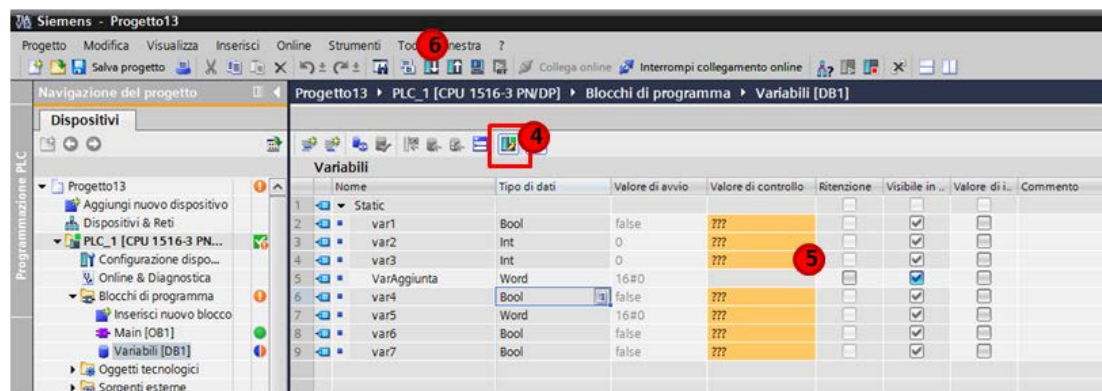 Siemens - Progetto13
Progetto Modifica Visualizza Inserisci Online Strumenti Too 6 nestra ?
Salva progetto Collega online Interrompi collegamento online
Navigazione del progetto
Progetto13 PLC_1 [CPU 1516-3 PN/DP] Blocchi di programma Variabili [DB1]
Dispositivi
4
Programmazione PLC
Variabili
Nome Tipo di dati Valore di avvio Valore di controllo Ritenzione Visibile in .. Valore di i.. Commento
Progetto13
1 Static
Aggiungi nuovo dispositivo
2 var1 Bool false ???
Dispositivi & Reti
3 var2 Int 0 ???
PLC_1 [CPU 1516-3 PN...
4 var3 Int 0 ??? 5
Configurazione dispo...
5 VarAggiunta Word 16#0
Online & Diagnostica
6 var4 Bool false ???
Blocchi di programma
7 var5 Word 16#0 ???
Inserisci nuovo blocco
8 var6 Bool false ???
Main [OB1]
9 var7 Bool false ???
Variabili [DB1]
Oggetti tecnologici
Sorgenti esterne